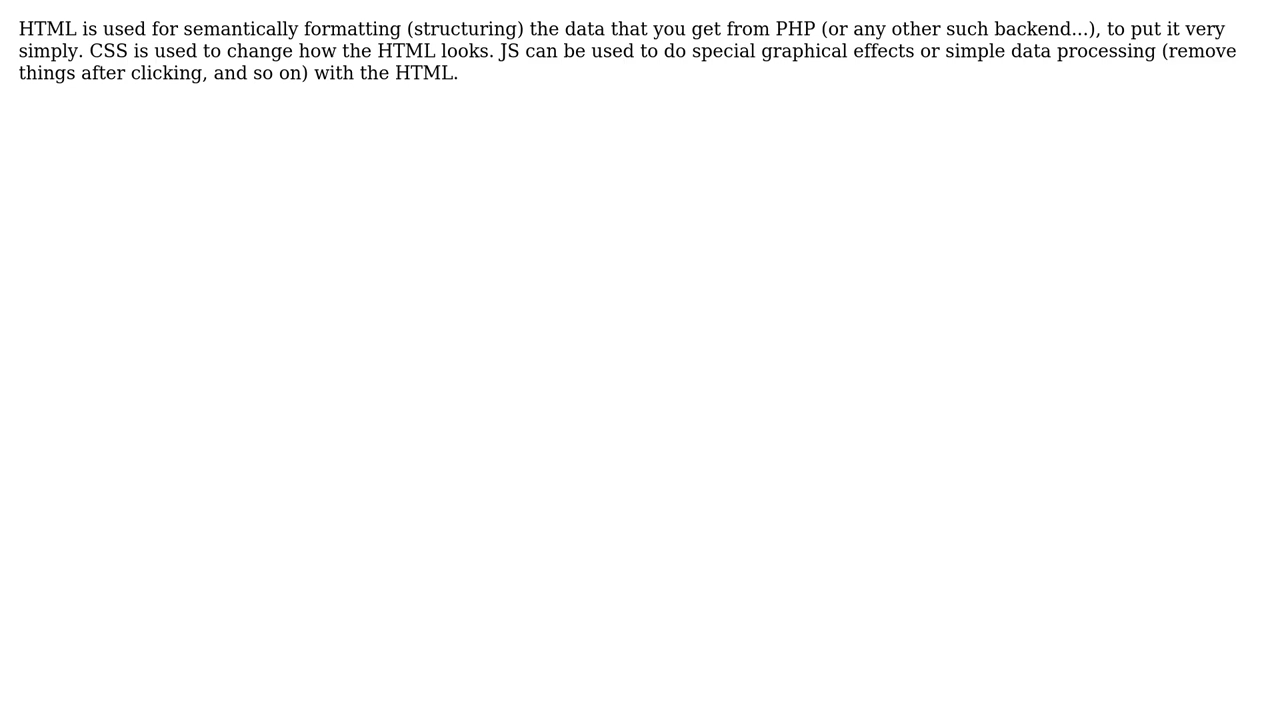 HTML is used for semantically formatting (structuring) the data that you get from PHP (or any other such backend...), to put it very
simply. CSS is used to change how the HTML looks. JS can be used to do special graphical effects or simple data processing (remove
things after clicking, and so on) with the HTML.